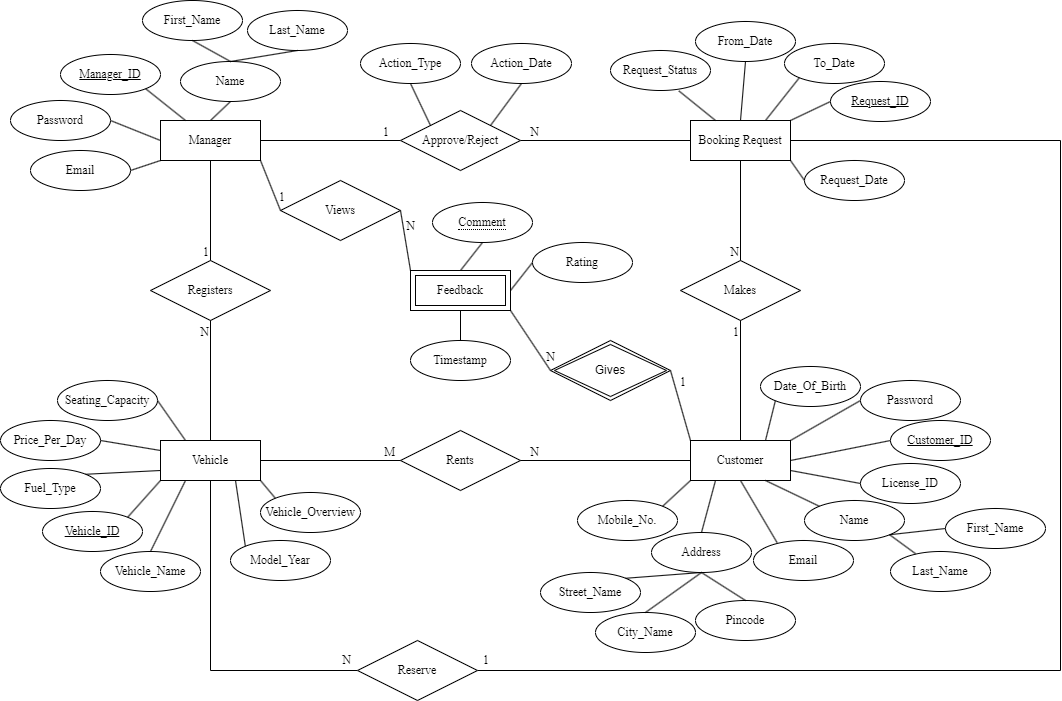 First_Name
Last_Name
Manager_ID
Name
Password
Manager
Email
Action_Type
Action_Date
1
Approve/Reject
N
Request_Status
From_Date
To_Date
Request_ID
Booking Request
Request_Date
1
Views
N
Comment
Rating
Feedback
Timestamp
1
Registers
N
N
Makes
1
N
Gives
1
Seating_Capacity
Price_Per_Day
Fuel_Type
Vehicle_ID
Vehicle_Name
Vehicle
Vehicle_Overview
Model_Year
M
Rents
N
Date_Of_Birth
Password
Customer_ID
Customer
License_ID
Name
First_Name
Last_Name
Mobile_No.
Address
Email
Street_Name
City_Name
Pincode
N
Reserve
1